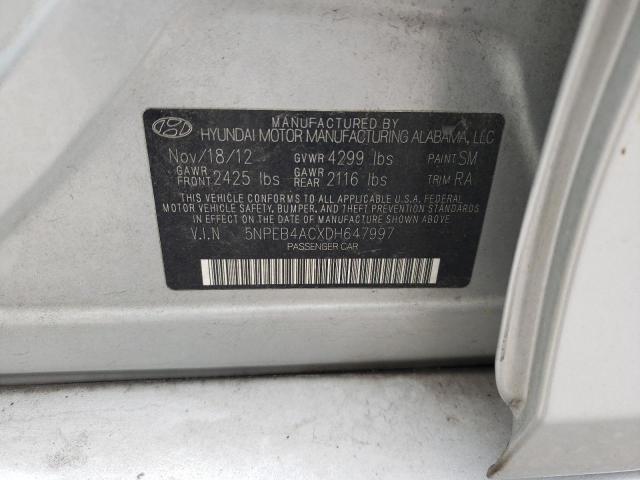 MANUFACTURED BY
HYUNDAI MOTOR MANUFACTURING ALABAMA, LLC
Nov/18/12 GVWR 4299 lbs PAINT SM
GAWR FRONT 2425 lbs GAWR REAR 2116 lbs TRIM RA
THIS VEHICLE CONFORMS TO ALL APPLICABLE U.S.A. FEDERAL
MOTOR VEHICLE SAFETY, BUMPER, AND THEFT PREVENTION STANDARDS
IN EFFECT ON THE DATE OF MANUFACTURE SHOWN ABOVE.
V.I.N 5NPEB4ACXDH647997
PASSENGER CAR